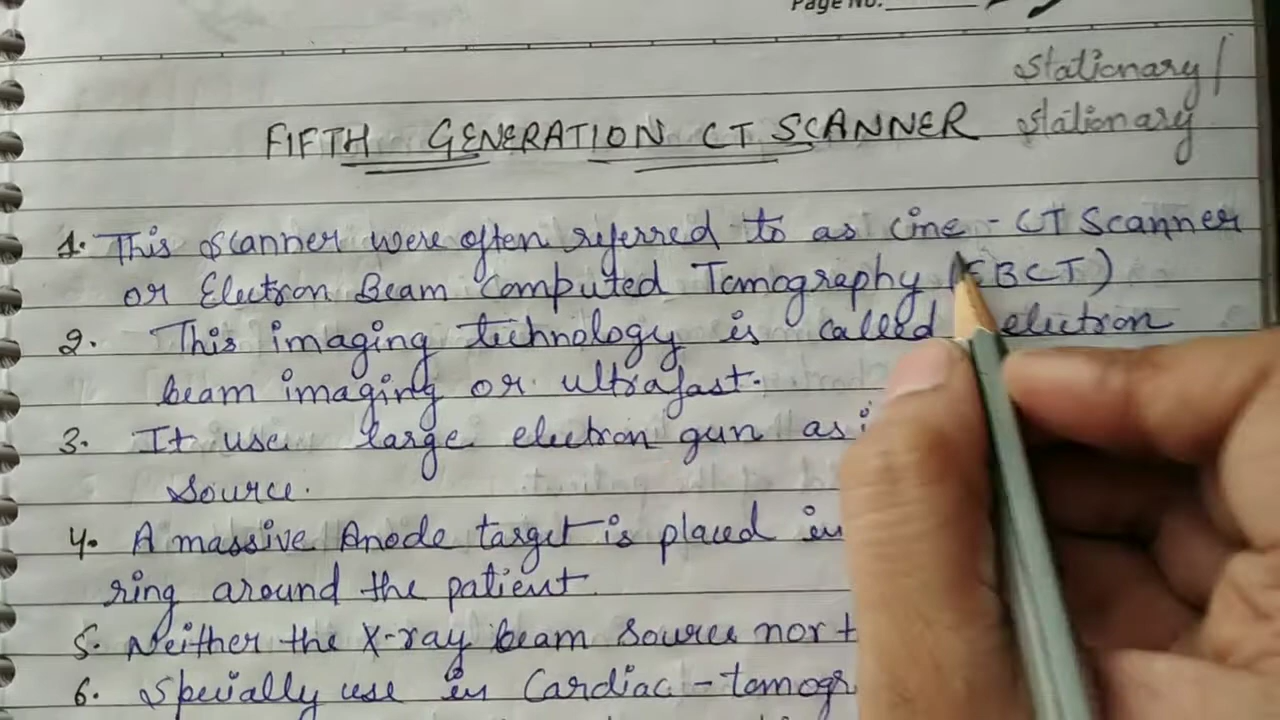 Page No.
Stationary/
FIFTH GENERATION CT SCANNER stationary
1. This scanner were often referred to as Cine - CT Scanner
or Electron Beam Computed Tomography (EBCT)
2. This imaging technology is called electron
beam imaging or ultrafast.
3. It use large electron gun as
source.
4. A massive Anode target is placed in
ring around the patient
5. Neither the X-ray beam source nor
6. Specially use in Cardiac - tomogr